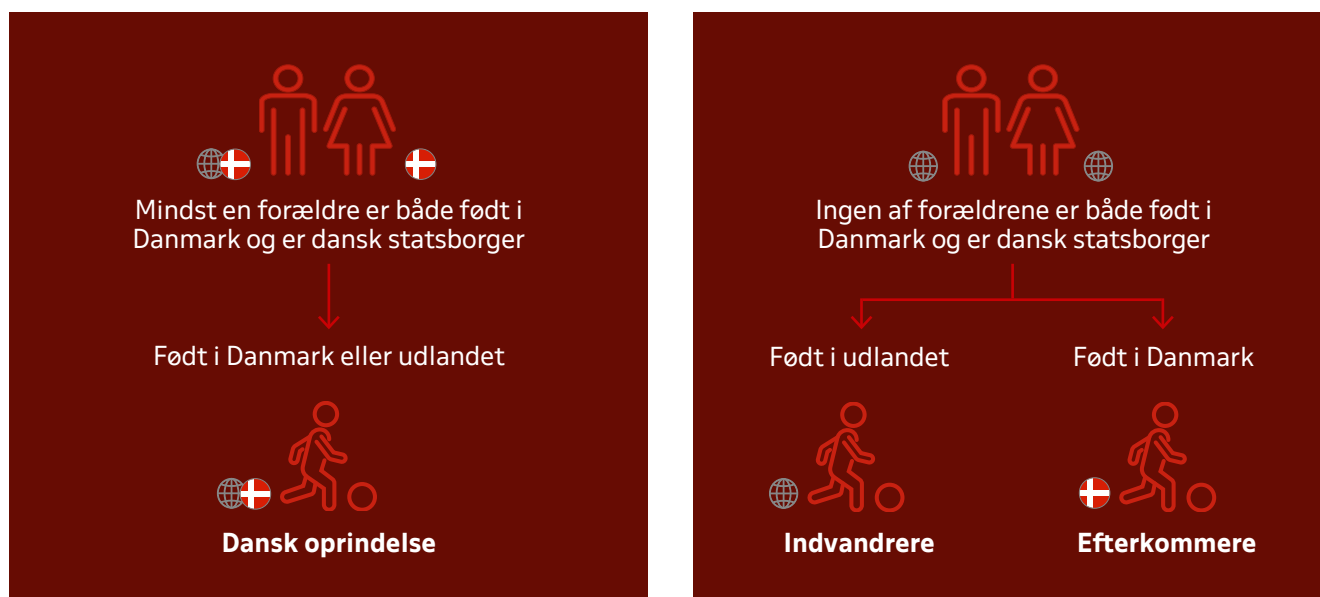 Mindst en forældre er både født i
Danmark og er dansk statsborger
Født i Danmark eller udlandet
Dansk oprindelse
Ingen af forældrene er både født i
Danmark og er dansk statsborger
Født i udlandet
Født i Danmark
Indvandrere
Efterkommere